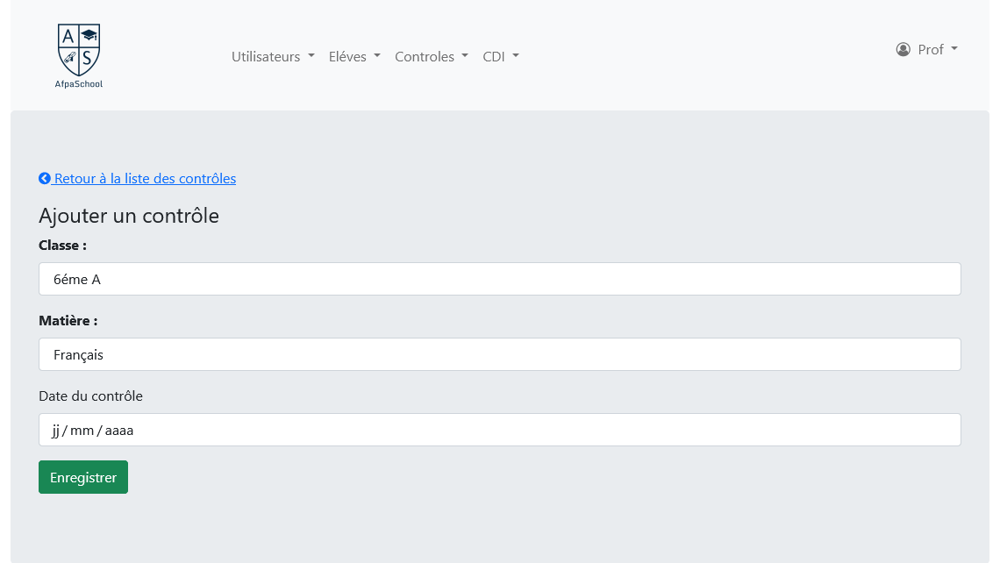 A
S
AfpaSchool
Utilisateurs Eléves Controles CDI
Prof
Retour à la liste des contrôles
Ajouter un contrôle
Classe :
6éme A
Matière :
Français
Date du contrôle
jj / mm / aaaa
Enregistrer